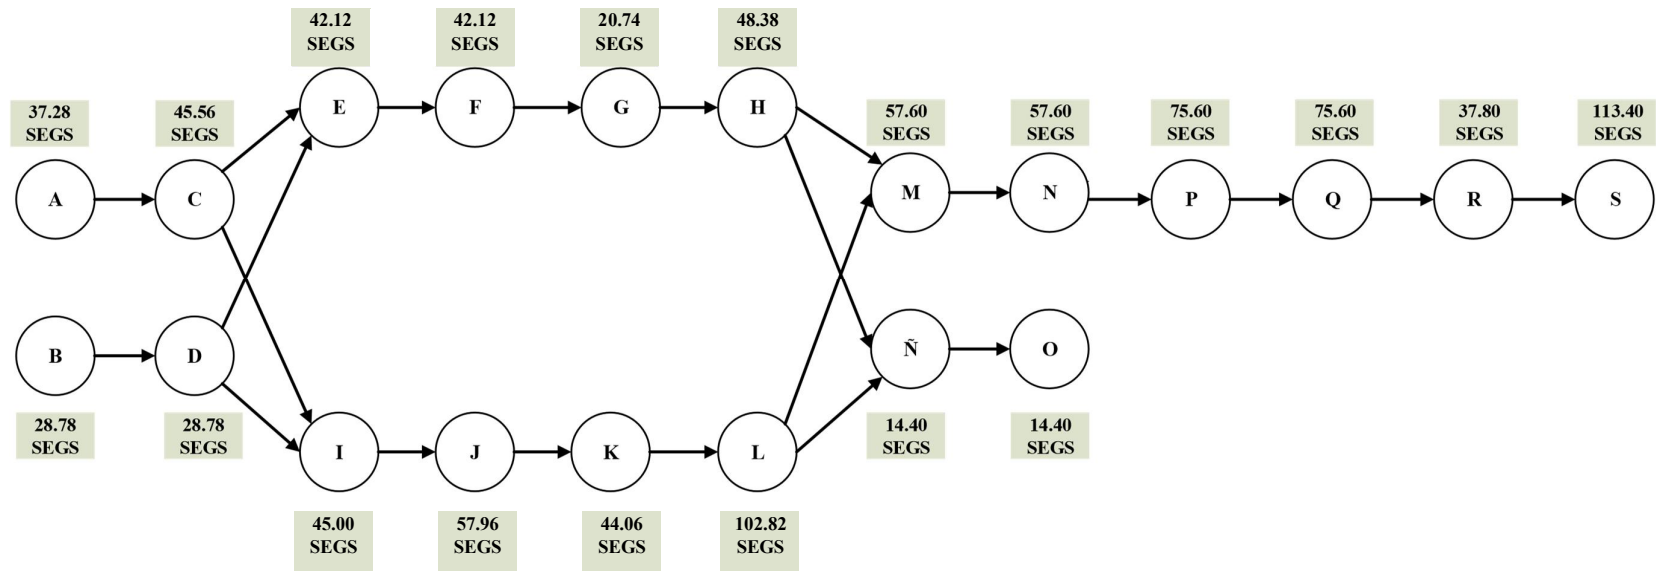 42.12
SEGS
42.12
SEGS
20.74
SEGS
48.38
SEGS
E
F
G
H
37.28
SEGS
45.56
SEGS
57.60
SEGS
57.60
SEGS
75.60
SEGS
75.60
SEGS
37.80
SEGS
113.40
SEGS
A
C
M
N
P
Q
R
S
B
D
Ñ
O
28.78
SEGS
28.78
SEGS
14.40
SEGS
14.40
SEGS
I
J
K
L
45.00
SEGS
57.96
SEGS
44.06
SEGS
102.82
SEGS